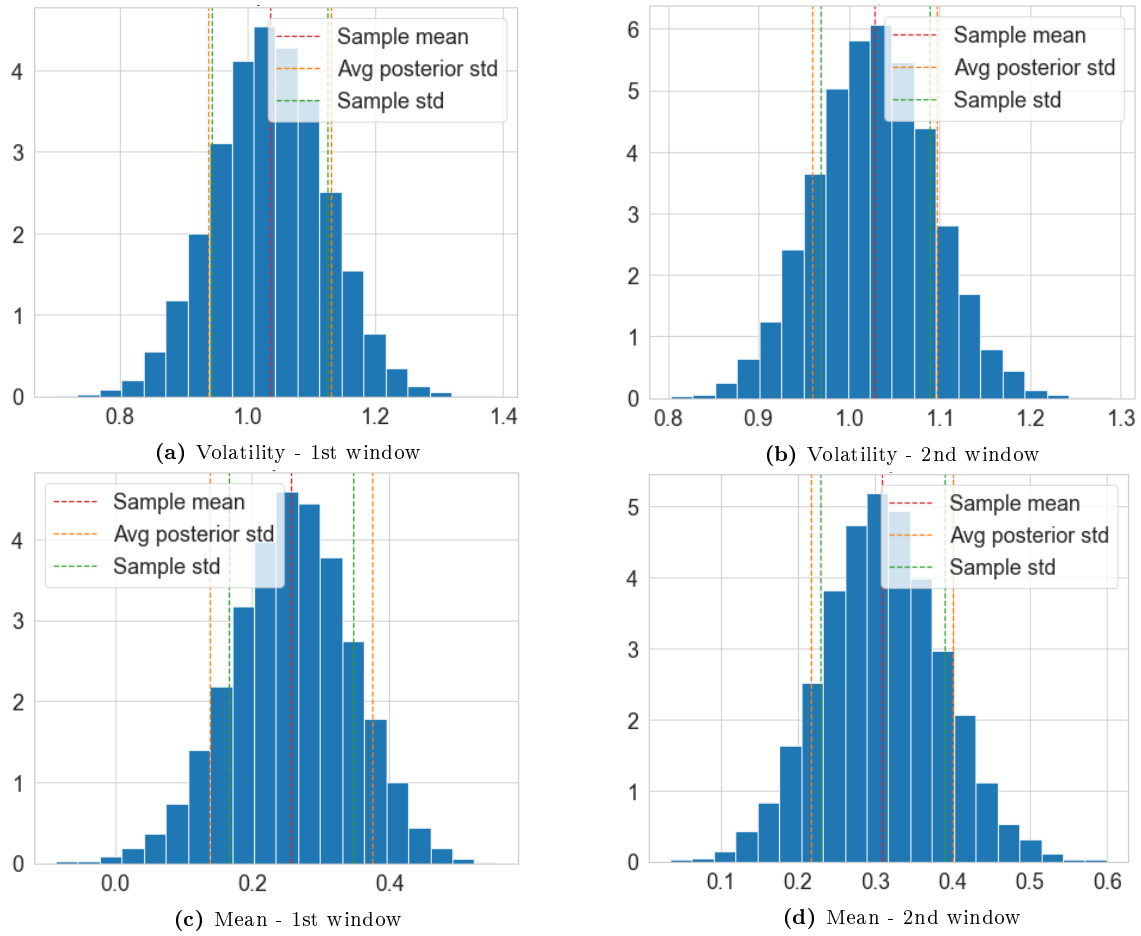 Sample mean
Avg posterior std
Sample std
4
3
2
1
0
0.8
1.0
1.2
1.4
(a) Volatility - 1st window
Sample mean
Avg posterior std
Sample std
6
5
4
3
2
1
0
0.8
0.9
1.0
1.1
1.2
1.3
(b) Volatility - 2nd window
Sample mean
Avg posterior std
Sample std
4
3
2
1
0
0.0
0.2
0.4
(c) Mean - 1st window
Sample mean
Avg posterior std
Sample std
5
4
3
2
1
0
0.1
0.2
0.3
0.4
0.5
0.6
(d) Mean - 2nd window